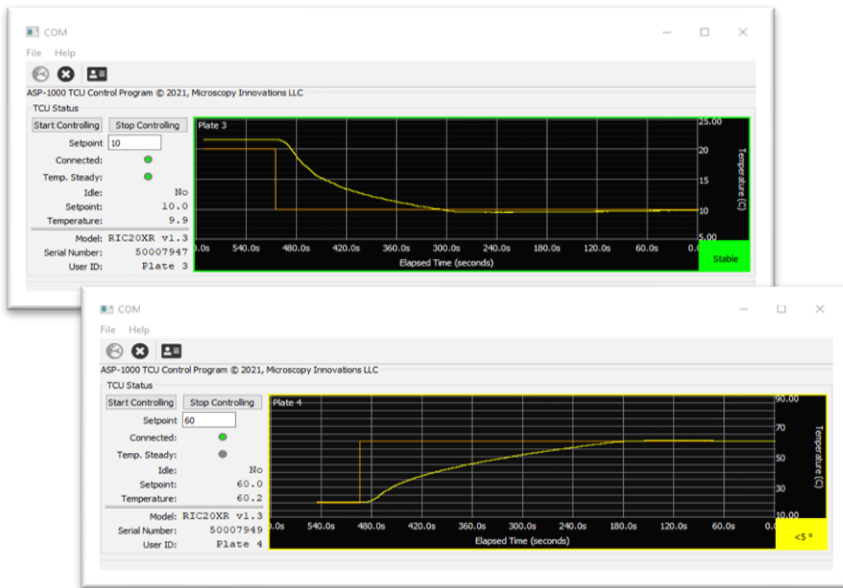 COM
File Help
ASP-1000 TCU Control Program © 2021, Microscopy Innovations LLC
TCU Status
Start Controlling Stop Controlling
Setpoint 10
Connected:
Temp. Steady:
Idle: No
Setpoint: 10.0
Temperature: 9.9
Model: RIC20XR v1.3
Serial Number: 50007947
User ID: Plate 3
Plate 3
25.00
20
15
10
5.00
Temperature (C)
.0s 540.0s 480.0s 420.0s 360.0s 300.0s 240.0s 180.0s 120.0s 60.0s 0.
Elapsed Time (seconds)
Stable
COM
File Help
ASP-1000 TCU Control Program © 2021, Microscopy Innovations LLC
TCU Status
Start Controlling Stop Controlling
Setpoint 60
Connected:
Temp. Steady:
Idle: No
Setpoint: 60.0
Temperature: 60.2
Model: RIC20XR v1.3
Serial Number: 50007949
User ID: Plate 4
Plate 4
90.00
70
50
30
10.00
Temperature (C)
.0s 540.0s 480.0s 420.0s 360.0s 300.0s 240.0s 180.0s 120.0s 60.0s 0.
Elapsed Time (seconds)
<5 °